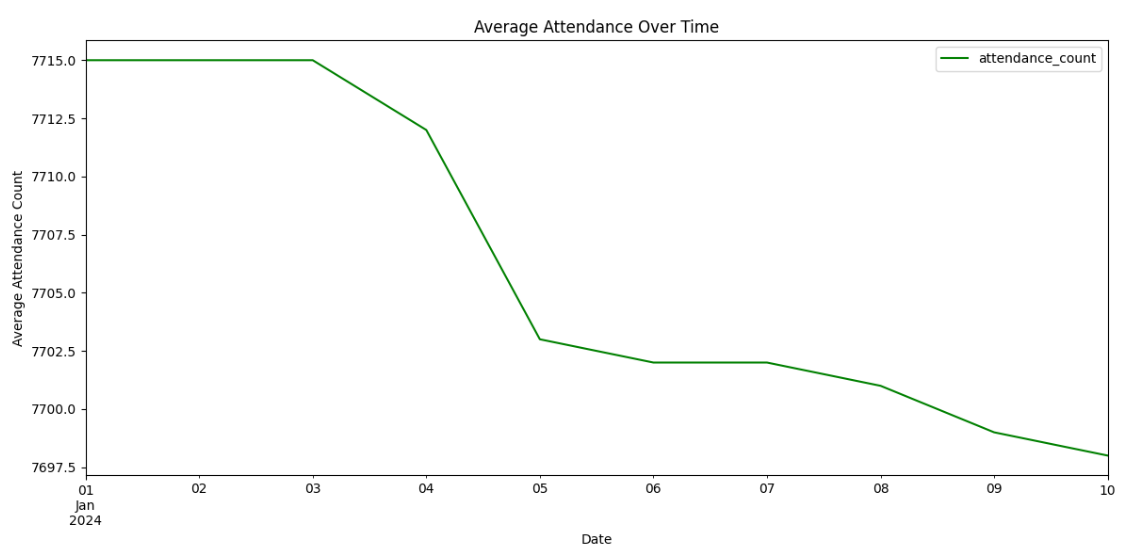 Average Attendance Over Time
attendance_count
Average Attendance Count
7715.0
7712.5
7710.0
7707.5
7705.0
7702.5
7700.0
7697.5
01 02 03 04 05 06 07 08 09 10
Jan
2024
Date